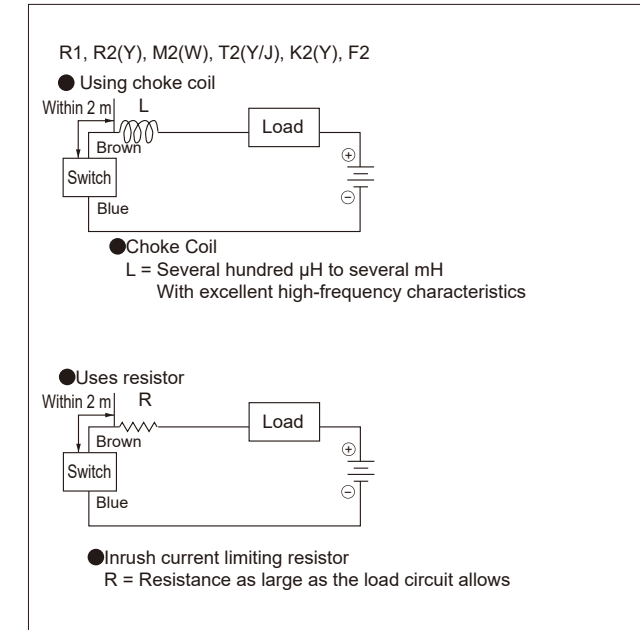 R1, R2(Y), M2(W), T2(Y/J), K2(Y), F2
● Using choke coil
Within 2 m L
Load
Brown
Switch
Blue
⊕
⊖
●Choke Coil
L = Several hundred μH to several mH
With excellent high-frequency characteristics
●Uses resistor
Within 2 m R
Load
Brown
Switch
Blue
⊕
⊖
●Inrush current limiting resistor
R = Resistance as large as the load circuit allows